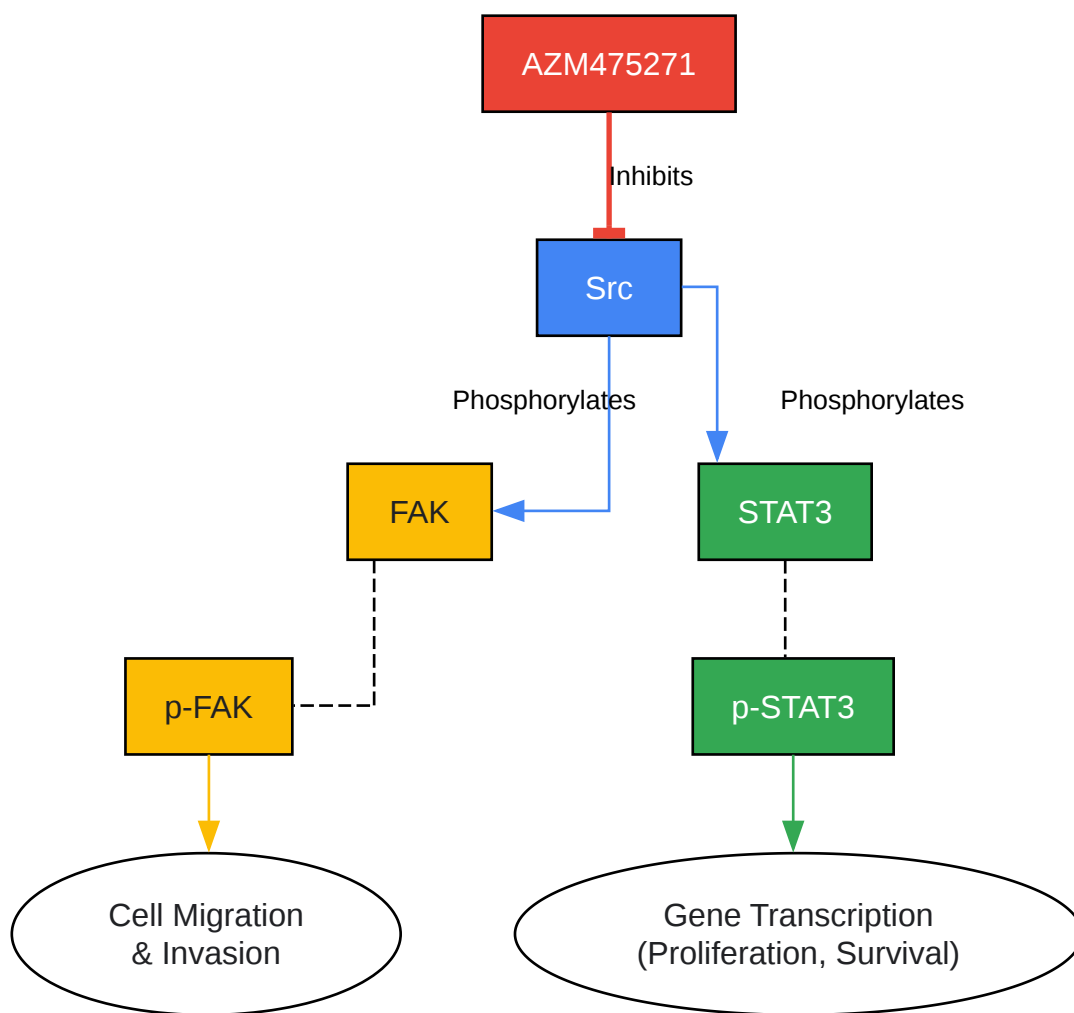 AZM475271
Inhibits
Src
Phosphorylates
Phosphorylates
FAK
STAT3
p-FAK
p-STAT3
Cell Migration
& Invasion
Gene Transcription
(Proliferation, Survival)